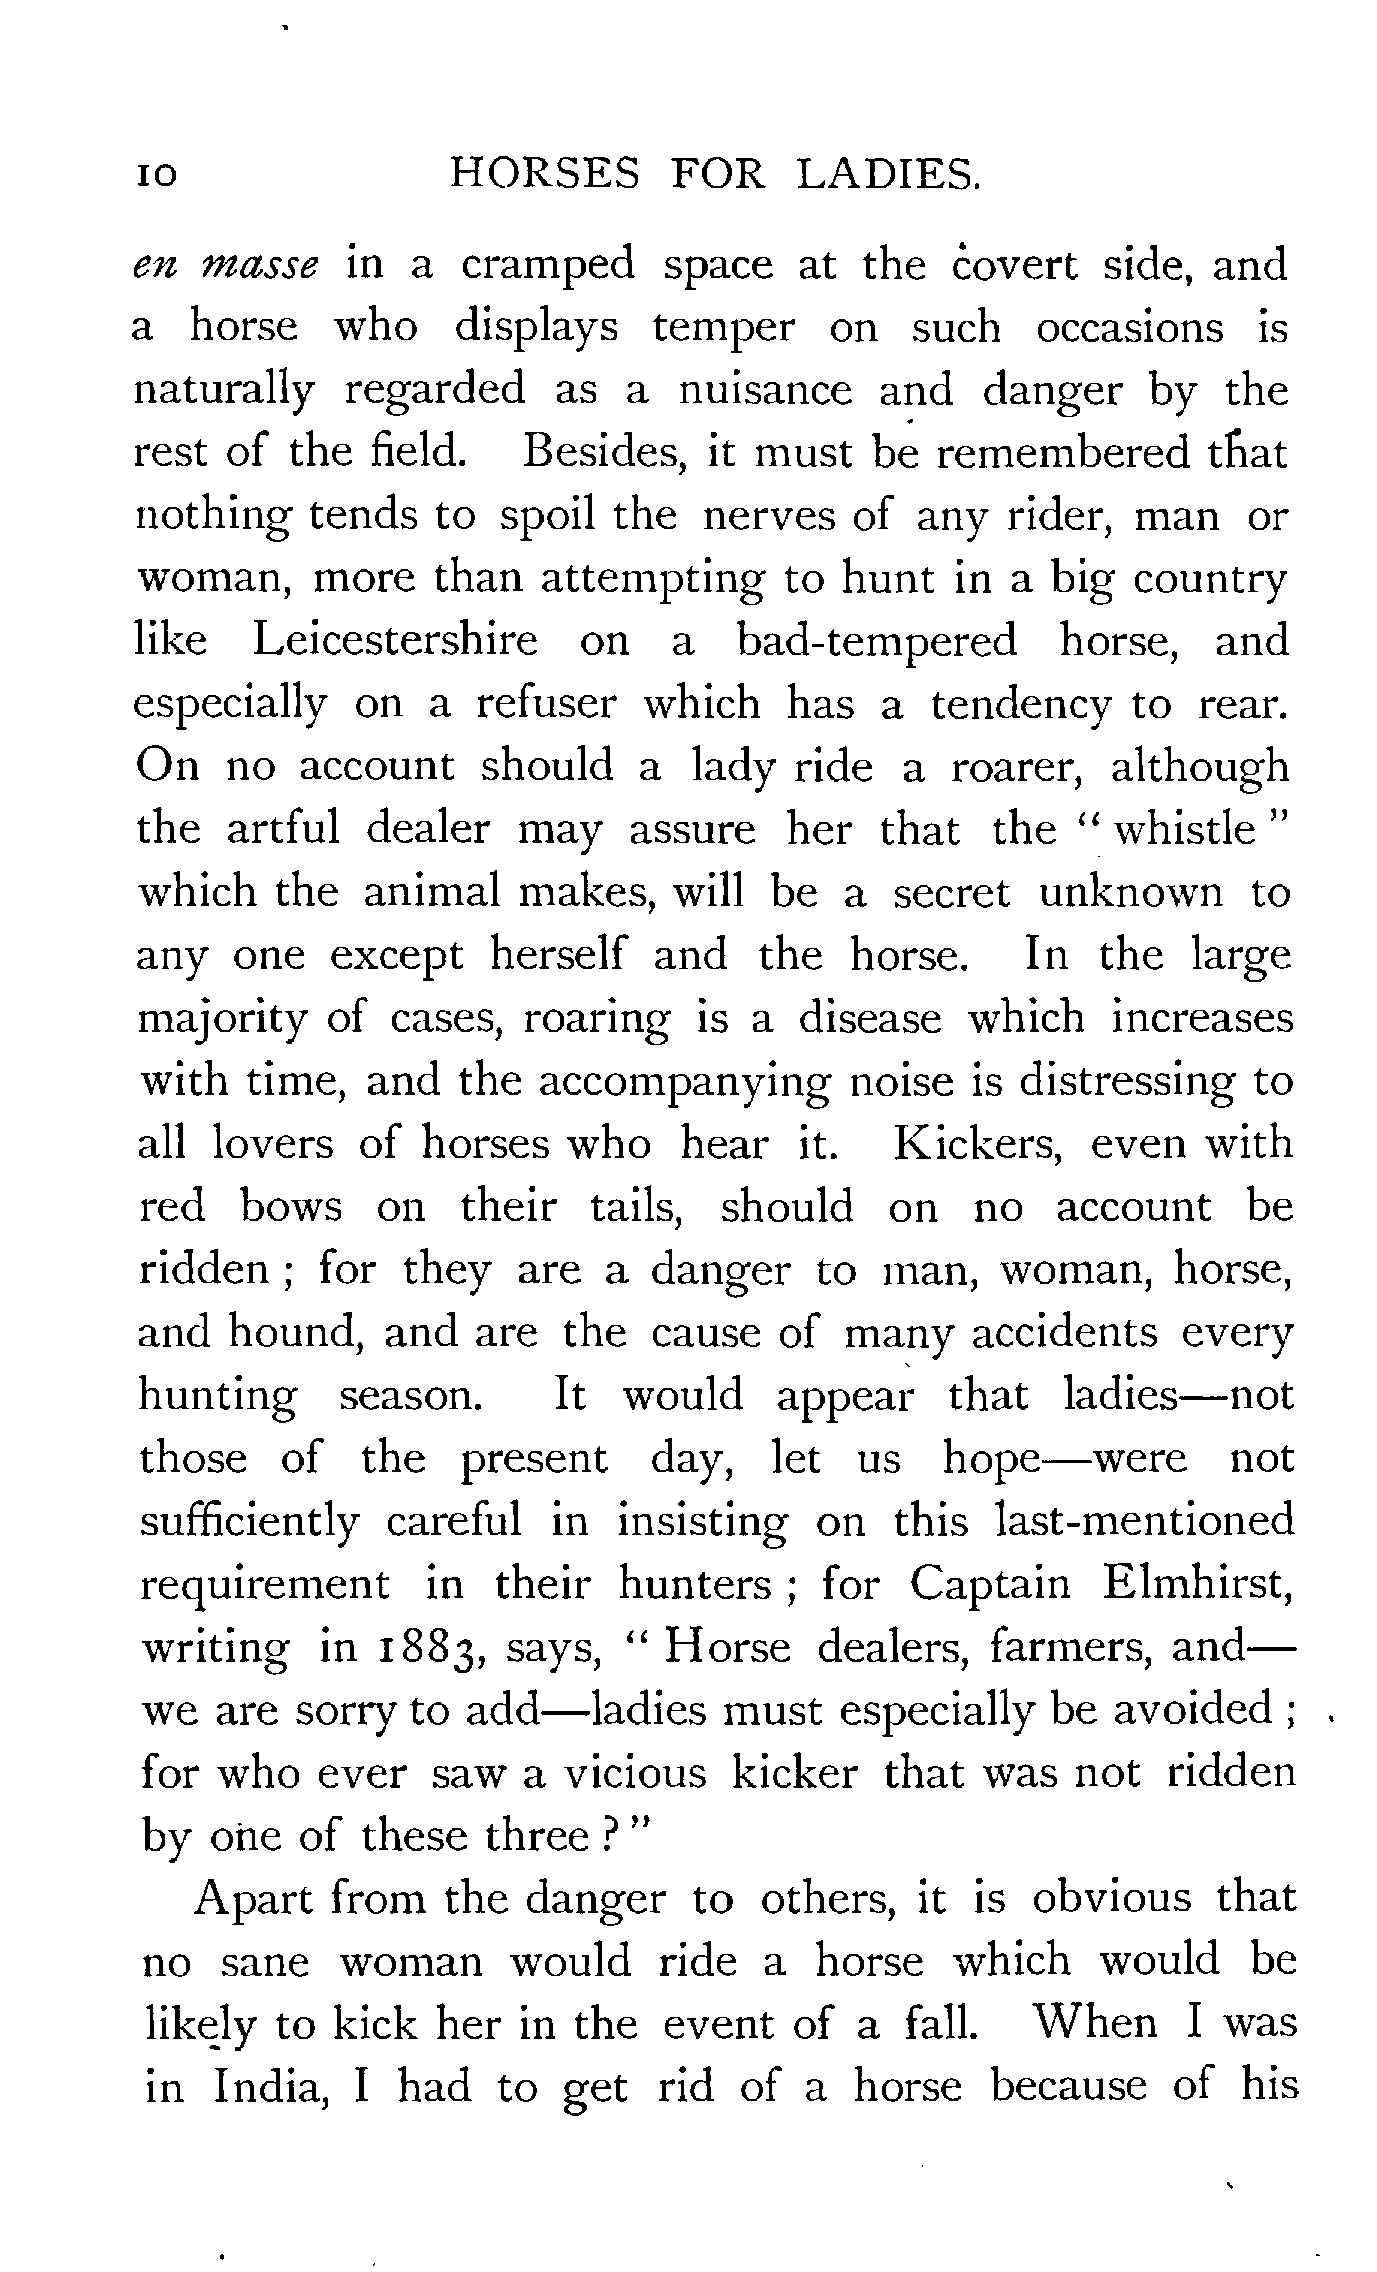 10 HORSES FOR LADIES.
en masse in a cramped space at the covert side, and
a horse who displays temper on such occasions is
naturally regarded as a nuisance and danger by the
rest of the field. Besides, it must be remembered that
nothing tends to spoil the nerves of any rider, man or
woman, more than attempting to hunt in a big country
like Leicestershire on a bad-tempered horse, and
especially on a refuser which has a tendency to rear.
On no account should a lady ride a roarer, although
the artful dealer may assure her that the “ whistle ”
which the animal makes, will be a secret unknown to
any one except herself and the horse. In the large
majority of cases, roaring is a disease which increases
with time, and the accompanying noise is distressing to
all lovers of horses who hear it. Kickers, even with
red bows on their tails, should on no account be
ridden ; for they are a danger to man, woman, horse,
and hound, and are the cause of many accidents every
hunting season. It would appear that ladies—not
those of the present day, let us hope—were not
sufficiently careful in insisting on this last-mentioned
requirement in their hunters ; for Captain Elmhirst,
writing in 1883, says, “ Horse dealers, farmers, and—
we are sorry to add—ladies must especially be avoided ;
for who ever saw a vicious kicker that was not ridden
by one of these three ? ”
Apart from the danger to others, it is obvious that
no sane woman would ride a horse which would be
likely to kick her in the event of a fall. When I was
in India, I had to get rid of a horse because of his